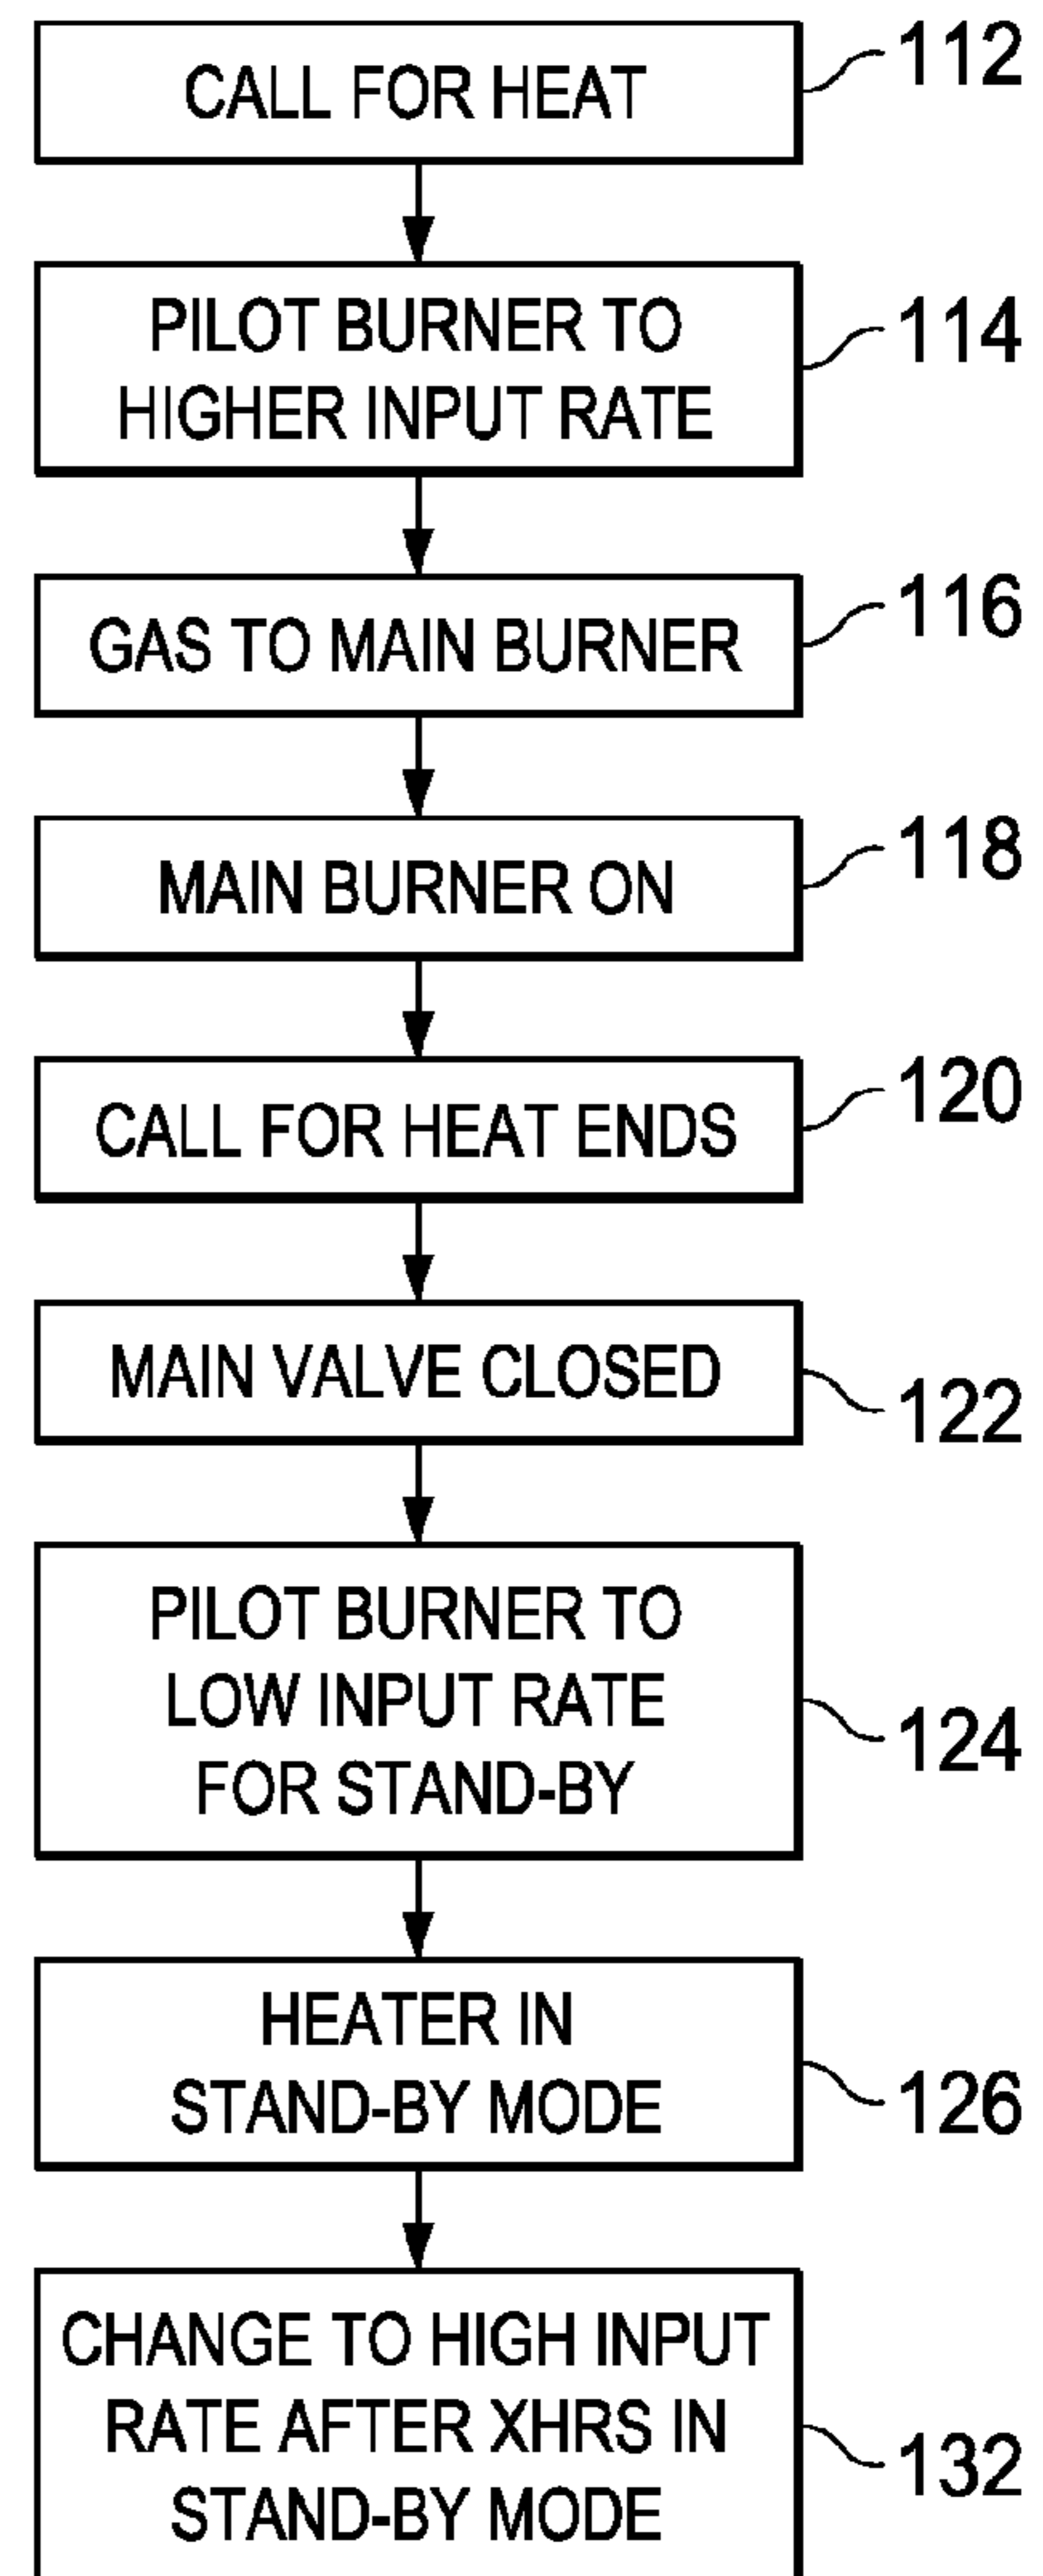 CALL FOR HEAT
112
PILOT BURNER TO
HIGHER INPUT RATE
114
GAS TO MAIN BURNER
116
MAIN BURNER ON
118
CALL FOR HEAT ENDS
120
MAIN VALVE CLOSED
122
PILOT BURNER TO
LOW INPUT RATE
FOR STAND-BY
124
HEATER IN
STAND-BY MODE
126
CHANGE TO HIGH INPUT
RATE AFTER XHRS IN
STAND-BY MODE
132